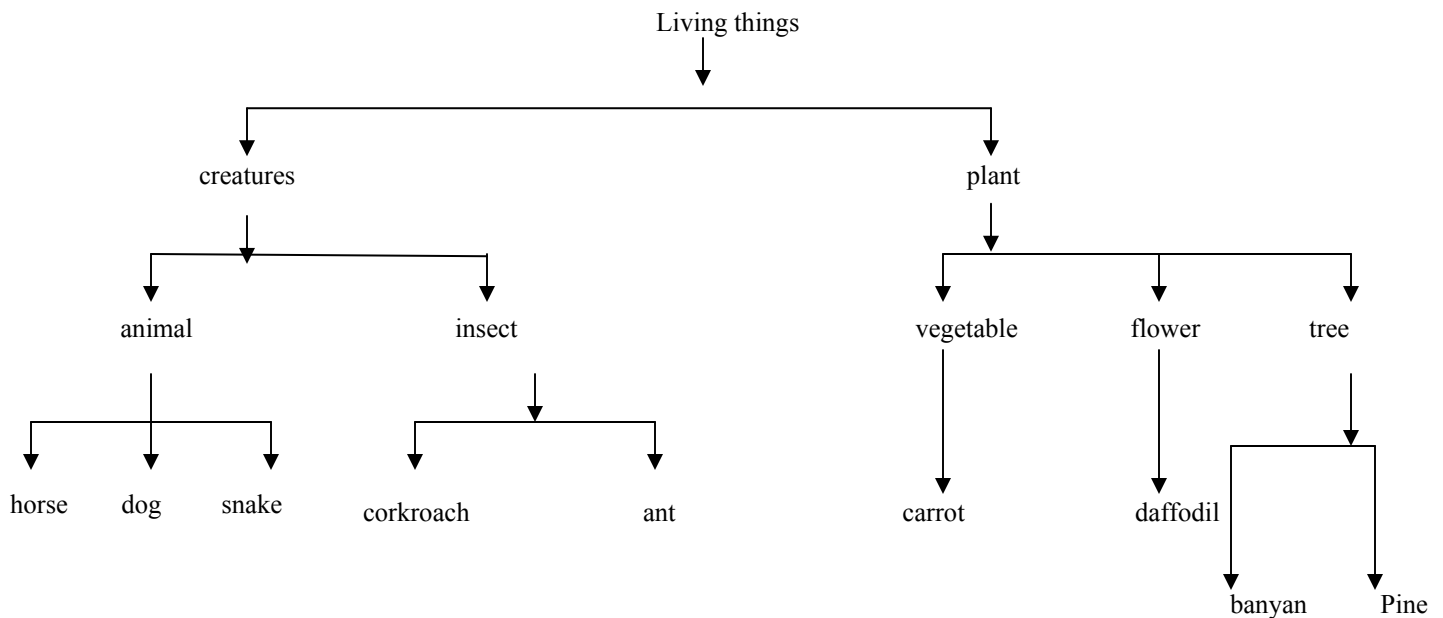 Living things
creatures plant
animal insect vegetable flower tree
horse dog snake corkroach ant carrot daffodil
banyan Pine